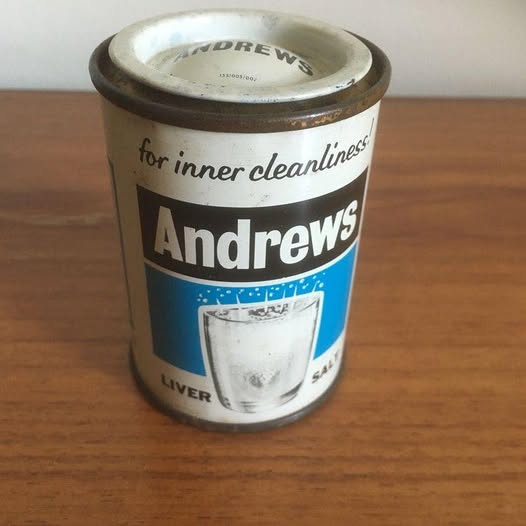 ANDREWS
for inner cleanliness!
Andrews
LIVER SALT